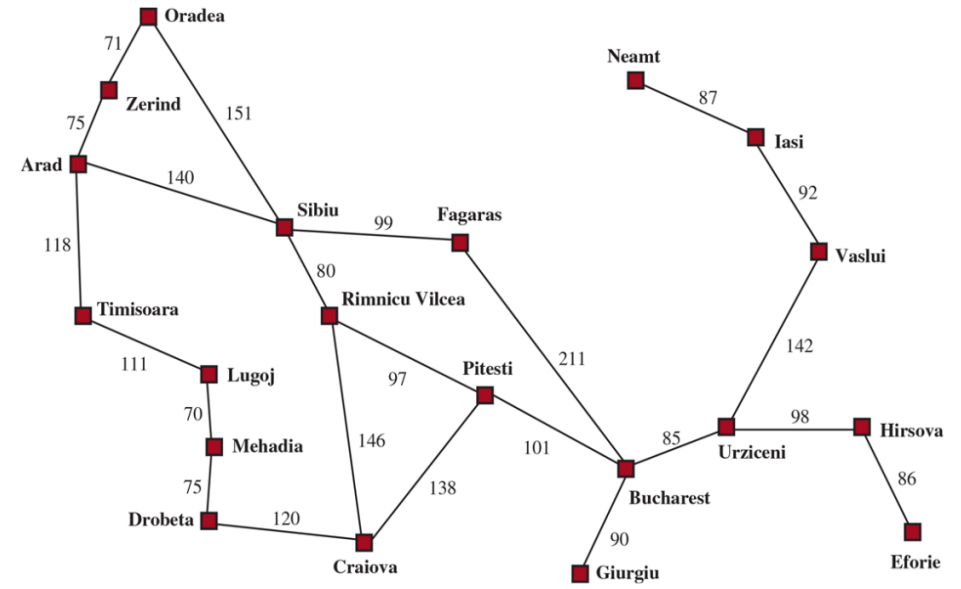 Oradea
71
Neamt
Zerind
87
151
75
Iasi
Arad
140
92
Sibiu
Fagaras
99
118
Vaslui
80
Timisoara
Rimnicu Vilcea
142
211
111
Pitesti
Lugoj
97
70
98
Hirsova
146
101
85
Mehadia
Urziceni
86
75
138
Bucharest
Drobeta
120
90
Eforie
Craiova
Giurgiu